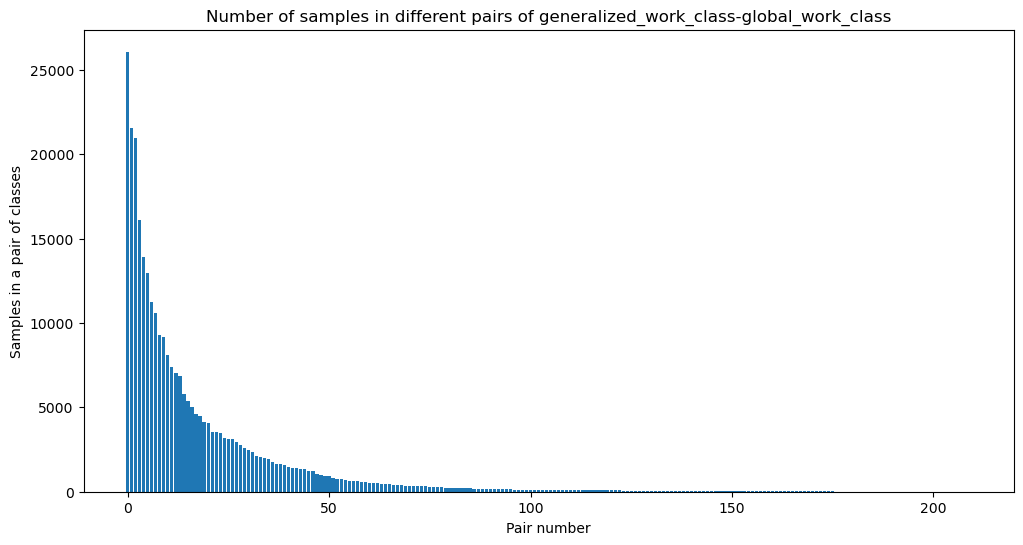 Number of samples in different pairs of generalized_work_class-global_work_class
25000
20000
15000
10000
5000
0
Samples in a pair of classes
0 50 100 150 200
Pair number